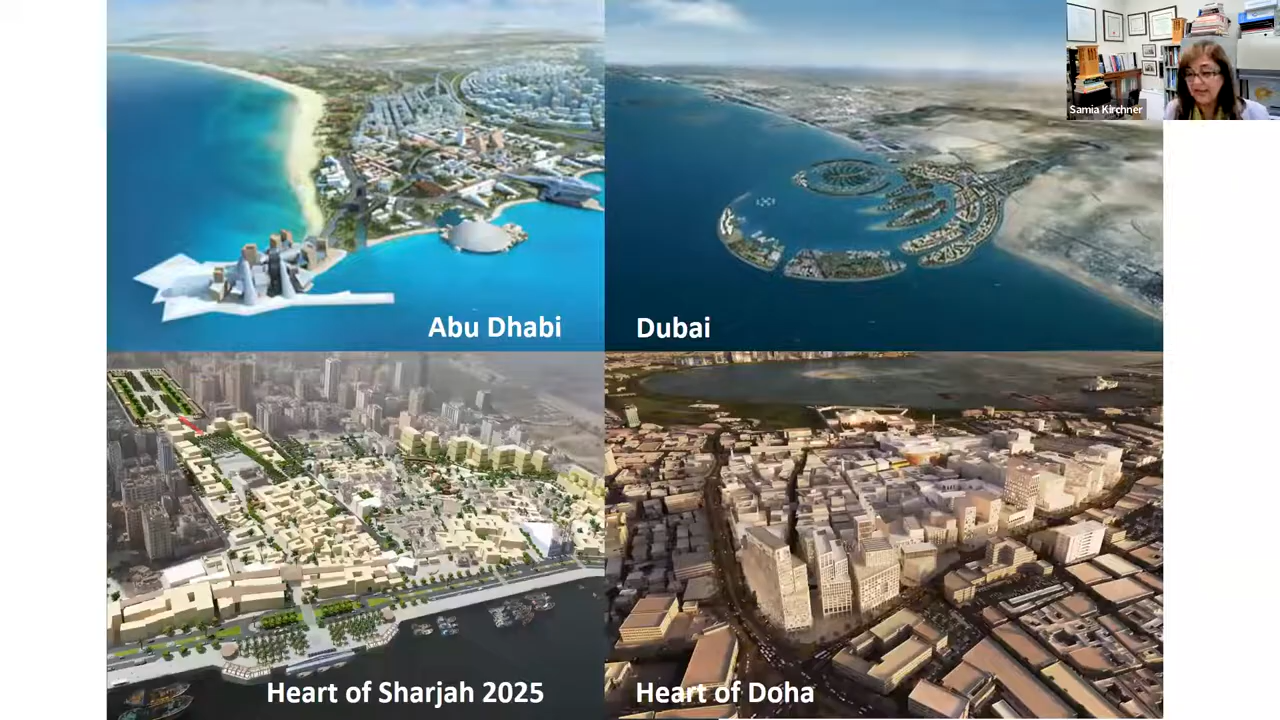 Samia Kirchner
Abu Dhabi
Dubai
Heart of Sharjah 2025
Heart of Doha